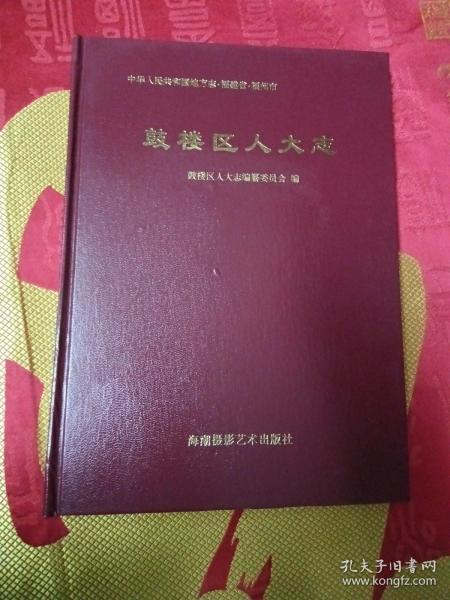 中华人民共和国地方志·福建省·福州市
鼓楼区人大志
鼓楼区人大志编纂委员会 编
海潮摄影艺术出版社
孔夫子旧书网
www.kongfz.com